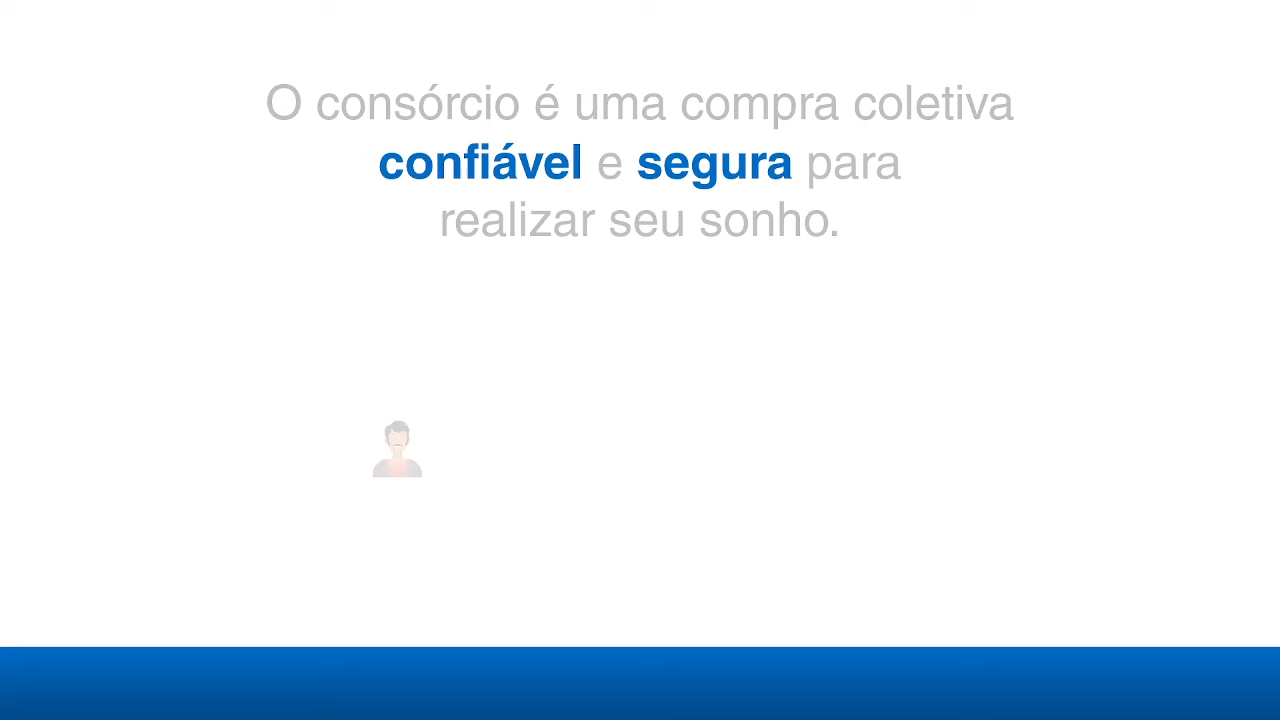 O consórcio é uma compra coletiva
confiável e segura para
realizar seu sonho.